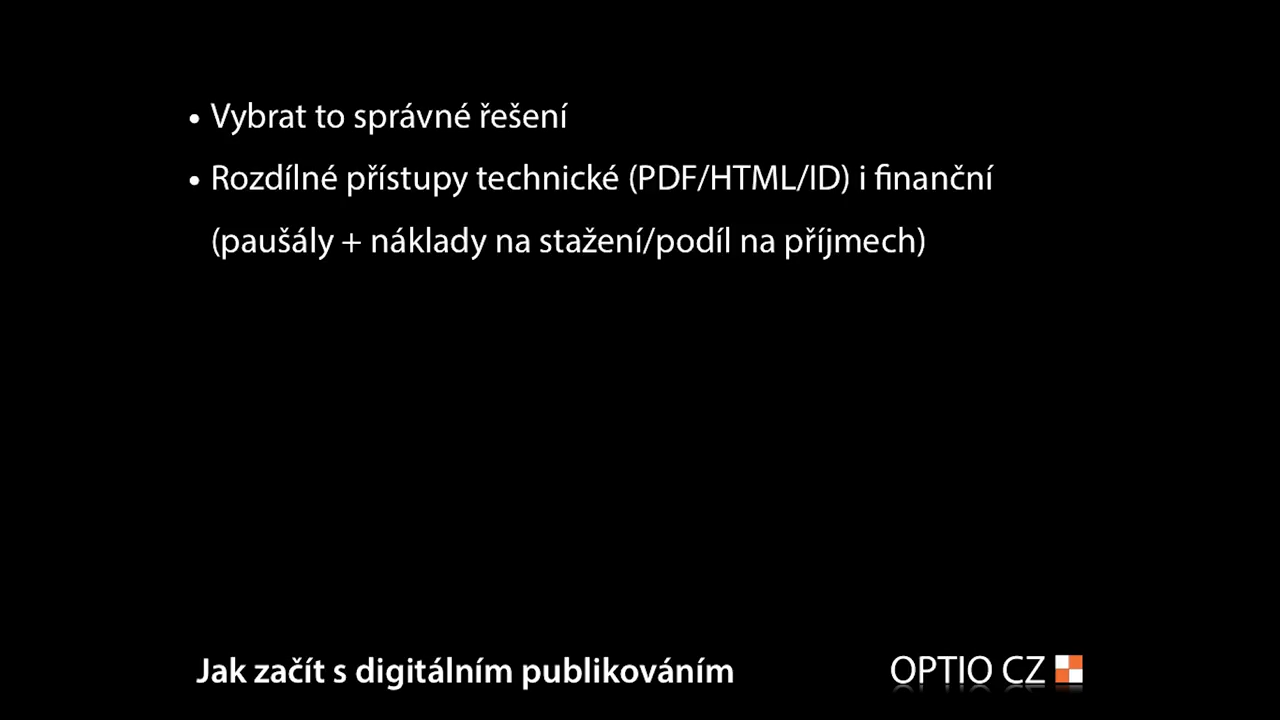 • Vybrat to správné řešení
• Rozdílné přístupy technické (PDF/HTML/ID) i finanční
(paušály + náklady na stažení/podíl na příjmech)
Jak začít s digitálním publikováním
OPTIO CZ